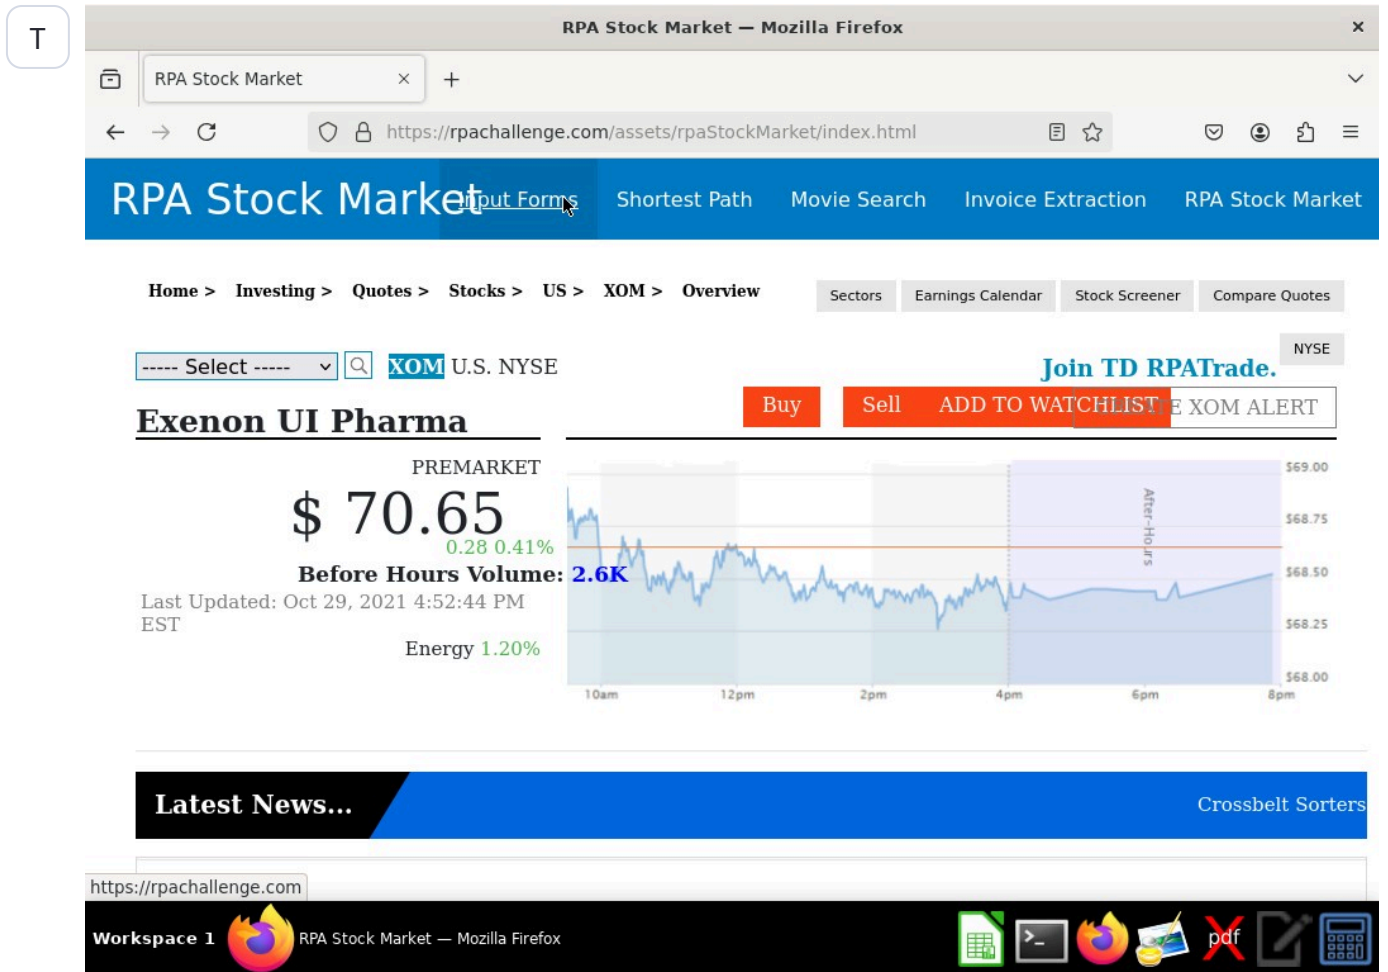 T
RPA Stock Market — Mozilla Firefox
RPA Stock Market
https://rpachallenge.com/assets/rpaStockMarket/index.html
RPA Stock Market
Input Forms
Shortest Path
Movie Search
Invoice Extraction
RPA Stock Market
Home >
Investing >
Quotes >
Stocks >
US >
XOM >
Overview
Sectors
Earnings Calendar
Stock Screener
Compare Quotes
NYSE
----- Select -----
XOM U.S. NYSE
Join TD RPATrade.
Exenon UI Pharma
Buy
Sell
ADD TO WATCHLIST
CREATE XOM ALERT
PREMARKET
$ 70.65
0.28 0.41%
Before Hours Volume: 2.6K
Last Updated: Oct 29, 2021 4:52:44 PM
EST
Energy 1.20%
$69.00
$68.75
$68.50
$68.25
$68.00
After-Hours
10am
12pm
2pm
4pm
6pm
8pm
Latest News...
Crossbelt Sorters
https://rpachallenge.com
Workspace 1
RPA Stock Market — Mozilla Firefox
>_
pdf